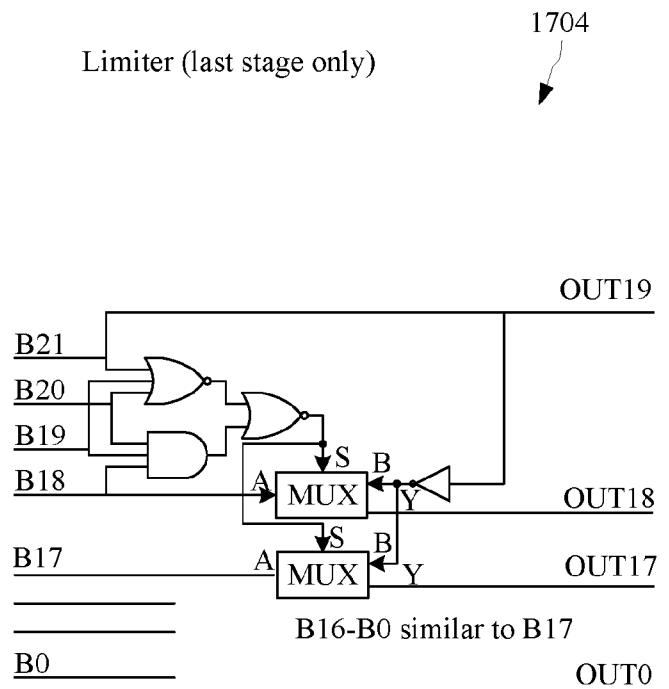 1704
Limiter (last stage only)
OUT19
B21
B20
B19
B18
S
A
MUX
B
Y
OUT18
B17
S
A
MUX
B
Y
OUT17
B16-B0 similar to B17
B0
OUT0